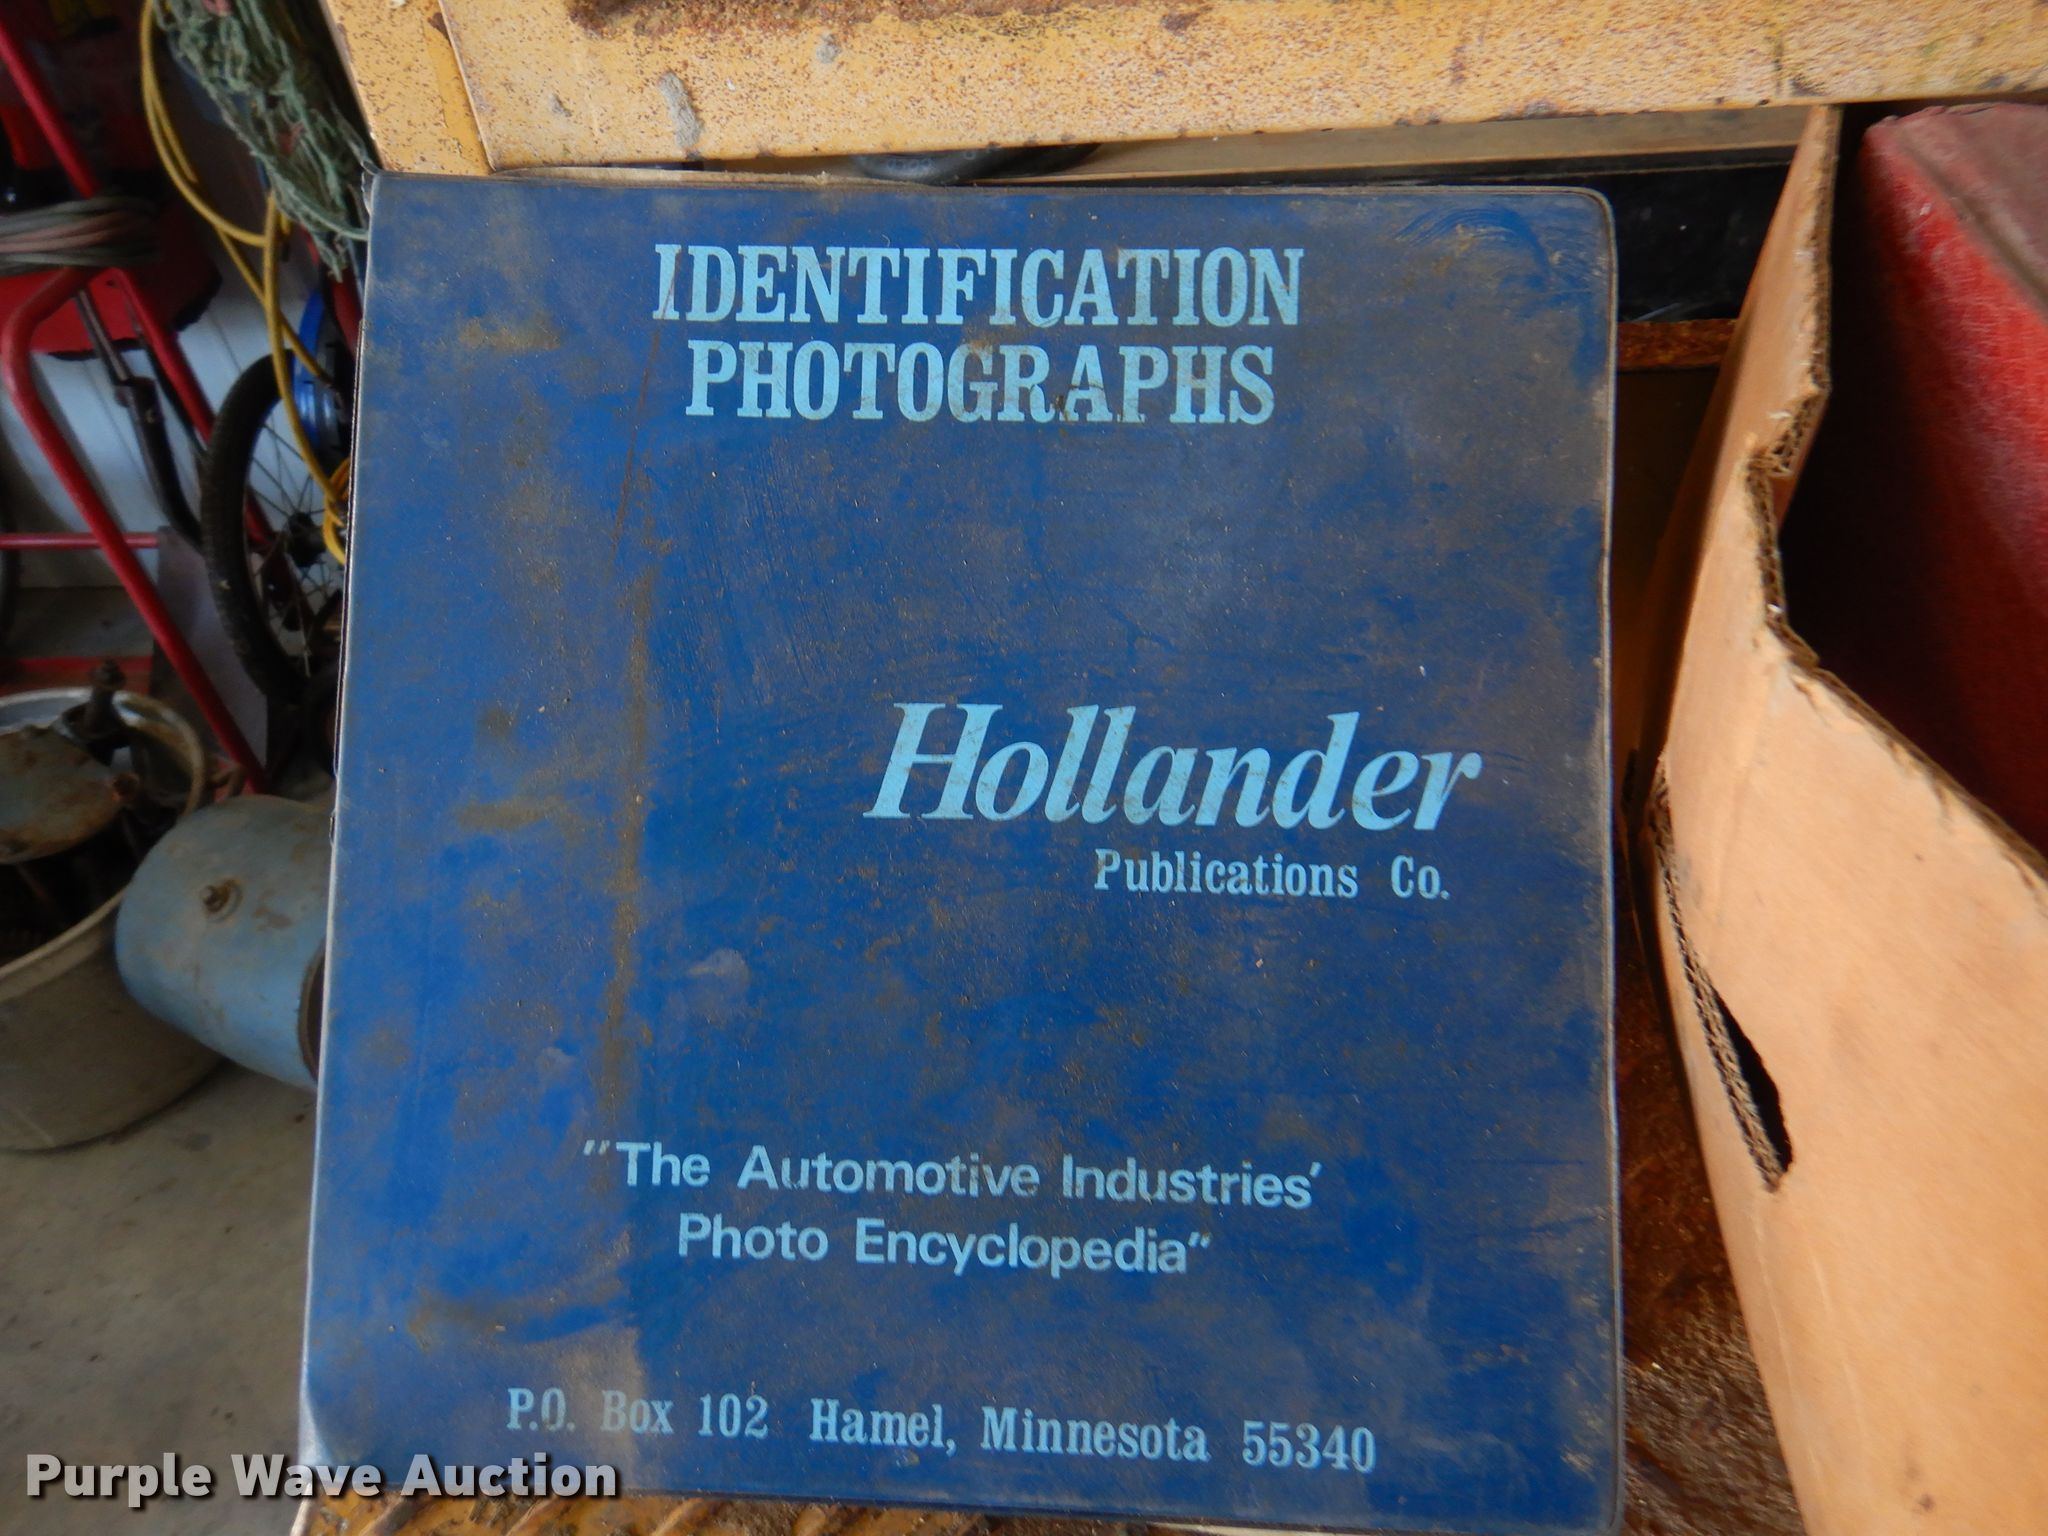 IDENTIFICATION
PHOTOGRAPHS
Hollander
Publications Co.
"The Automotive Industries'
Photo Encyclopedia"
P.O. Box 102 Hamel, Minnesota 55340
Purple Wave Auction